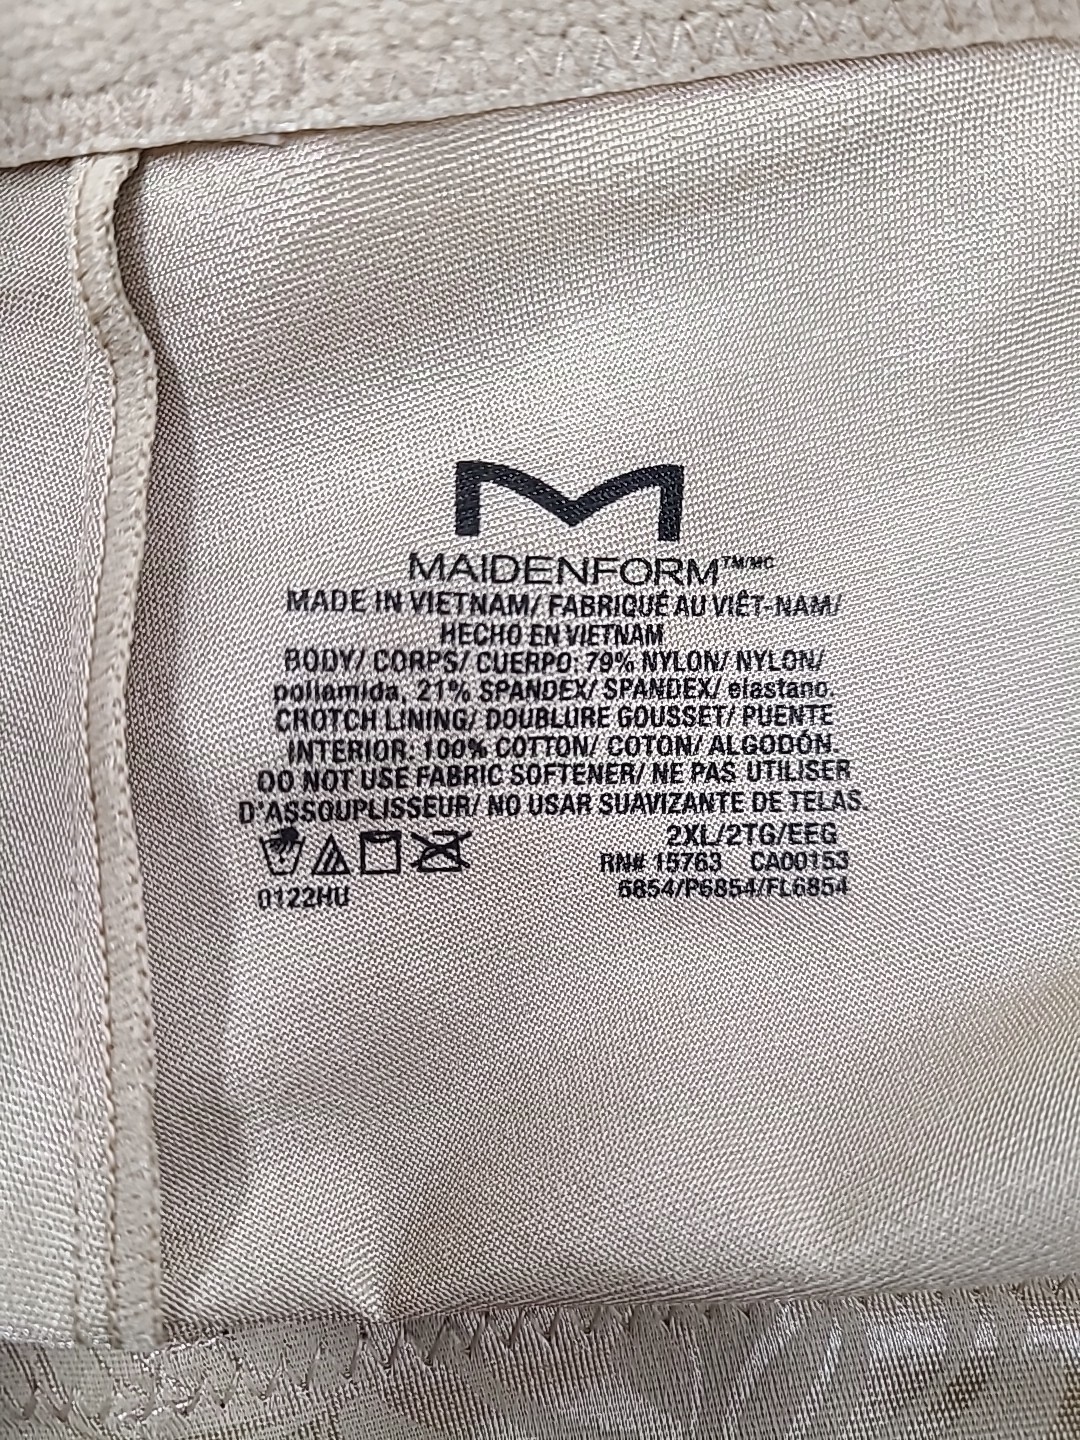 MAIDENFORM™/MC
MADE IN VIETNAM/ FABRIQUÉ AU VIÊT-NAM/
HECHO EN VIETNAM
BODY/ CORPS/ CUERPO: 79% NYLON/ NYLON/
poliamida, 21% SPANDEX/ SPANDEX/ elastano.
CROTCH LINING/ DOUBLURE GOUSSET/ PUENTE
INTERIOR: 100% COTTON/ COTON/ ALGODÓN.
DO NOT USE FABRIC SOFTENER/ NE PAS UTILISER
D'ASSOUPLISSEUR/ NO USAR SUAVIZANTE DE TELAS.
2XL/2TG/EEG
RN# 15763 CA00153
0122HU 6854/P6854/FL6854